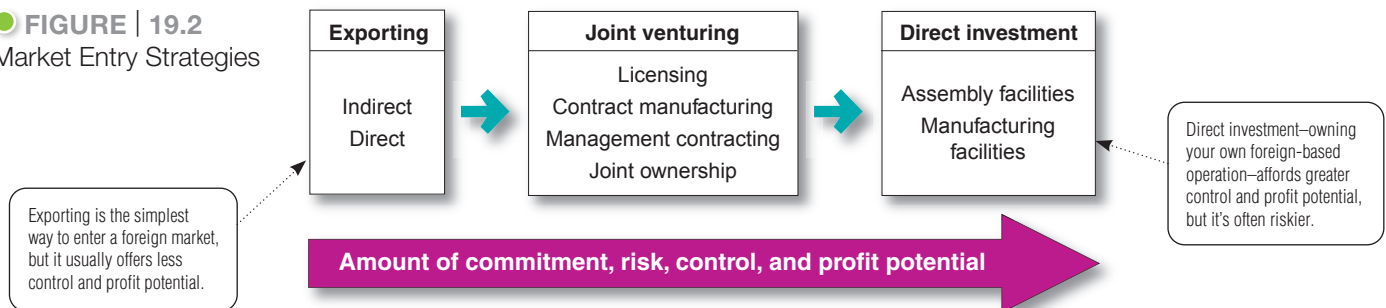 FIGURE | 19.2
Market Entry Strategies
Exporting
Indirect
Direct
Joint venturing
Licensing
Contract manufacturing
Management contracting
Joint ownership
Direct investment
Assembly facilities
Manufacturing
facilities
Exporting is the simplest
way to enter a foreign market,
but it usually offers less
control and profit potential.
Direct investment–owning
your own foreign-based
operation–affords greater
control and profit potential,
but it's often riskier.
Amount of commitment, risk, control, and profit potential